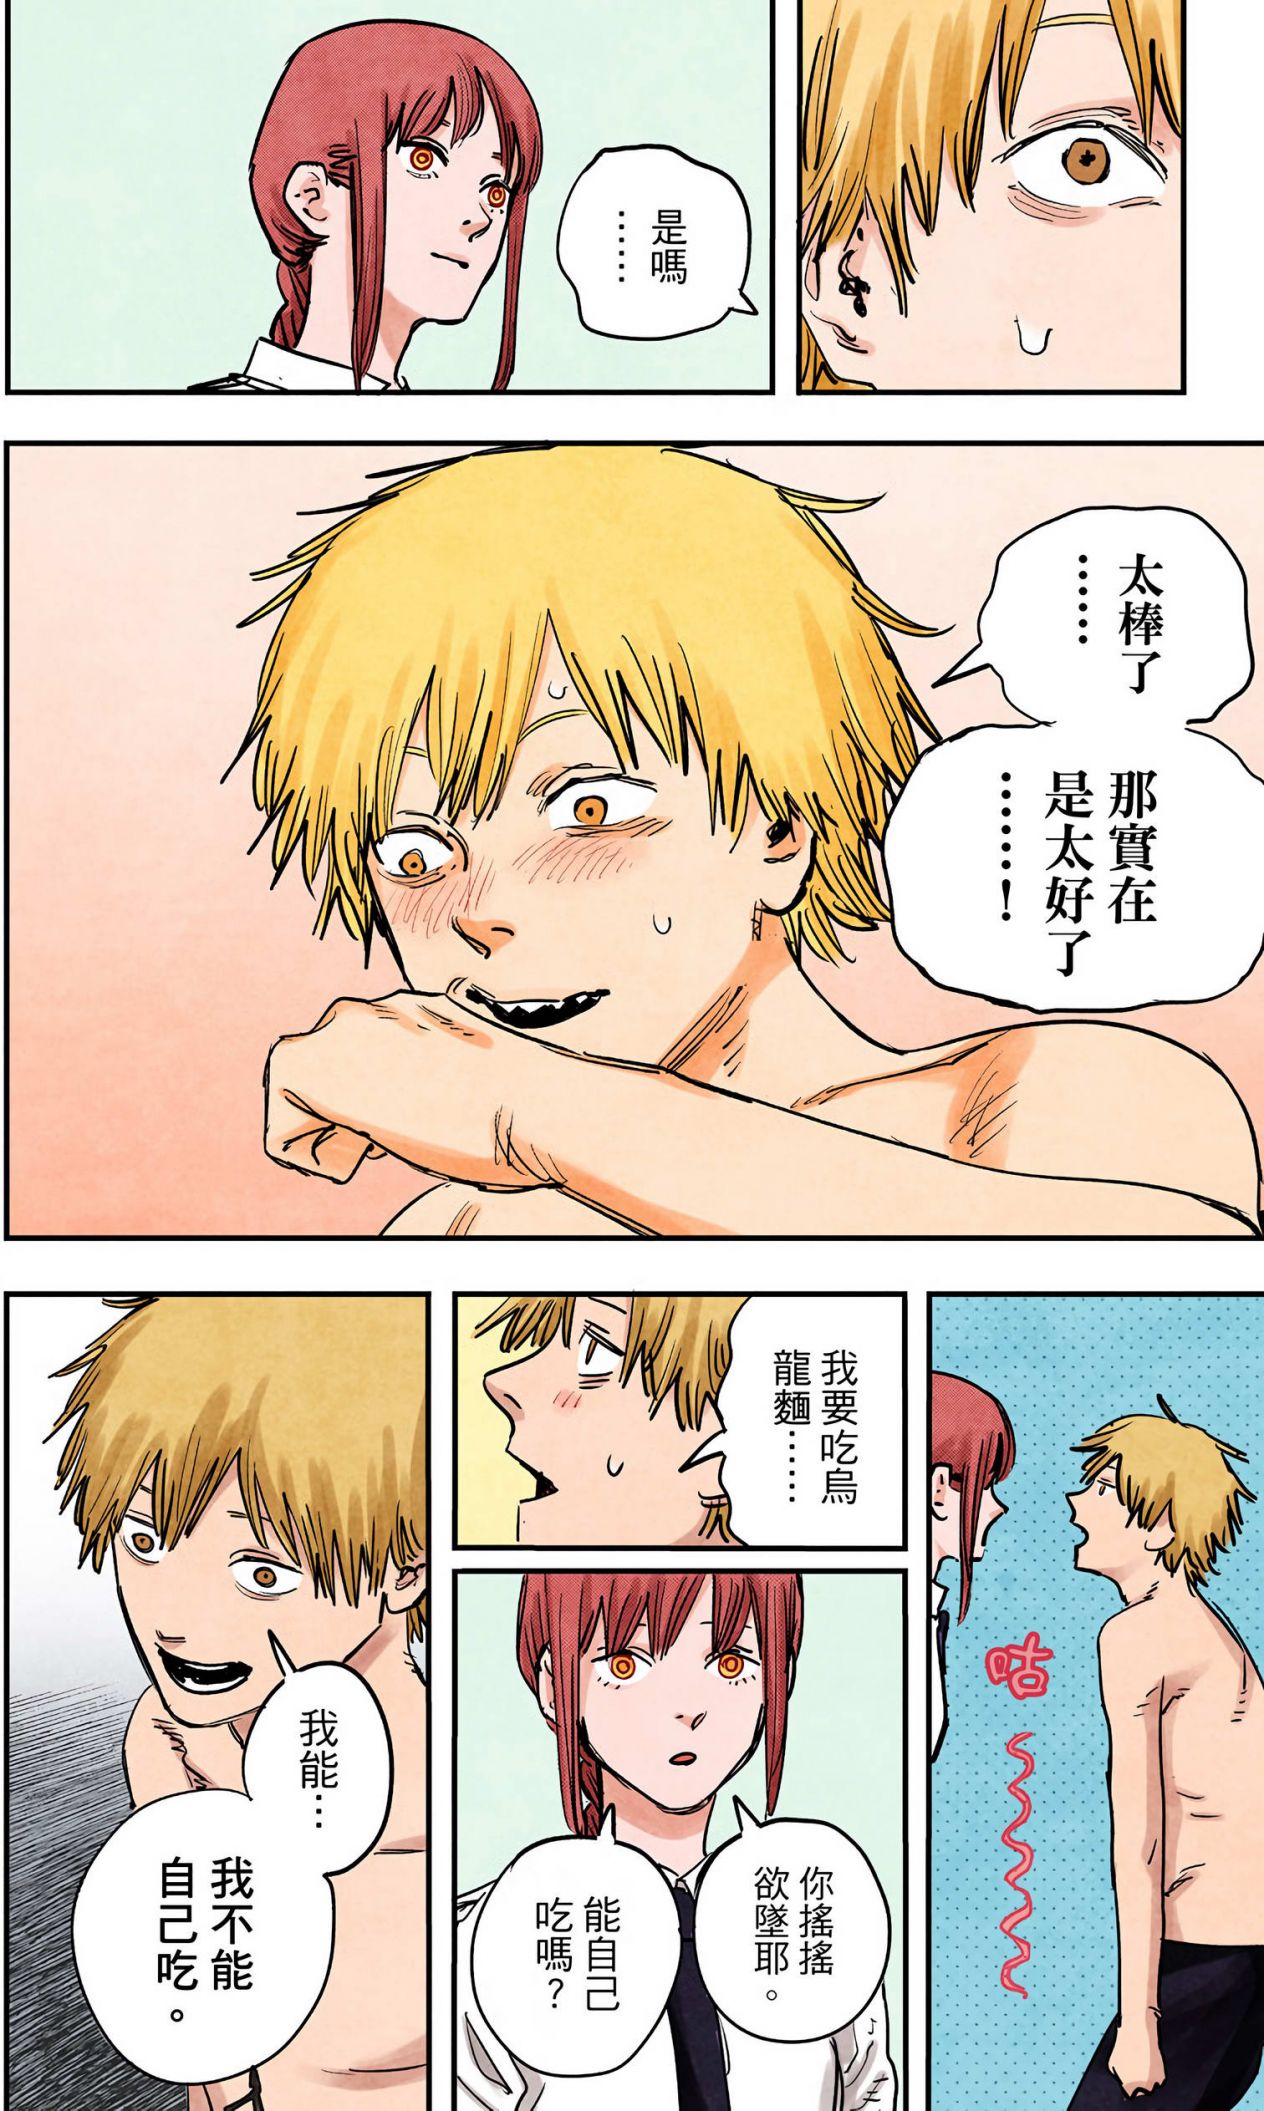 是嗎
……
太棒了
……
那實在
是太好了
……！
咕
我要吃烏
龍麵……
你搖搖
欲墜耶。
能自己
吃嗎？
我能…
我不能
自己吃。